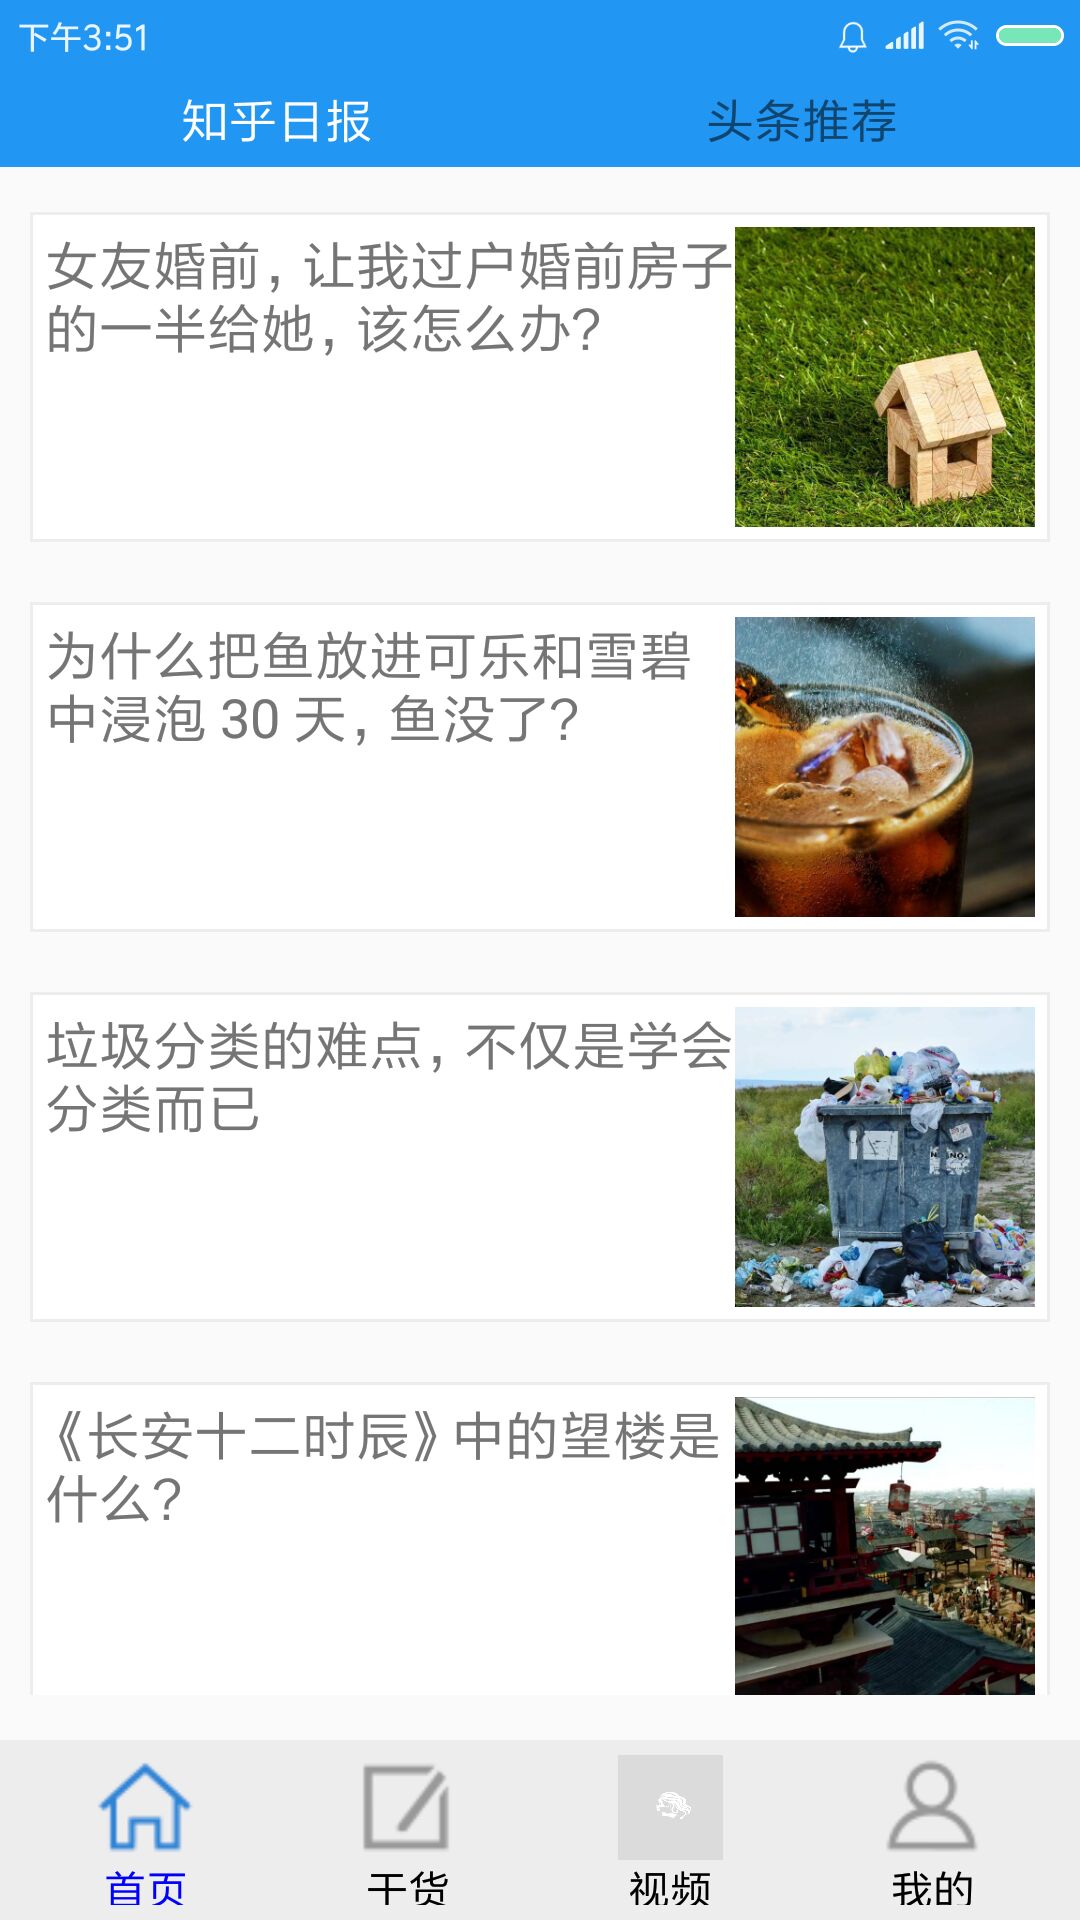 下午3:51
知乎日报
头条推荐
女友婚前，让我过户婚前房子
的一半给她，该怎么办？
为什么把鱼放进可乐和雪碧
中浸泡 30 天，鱼没了？
垃圾分类的难点，不仅是学会
分类而已
《长安十二时辰》中的望楼是
什么？
首页
干货
视频
我的